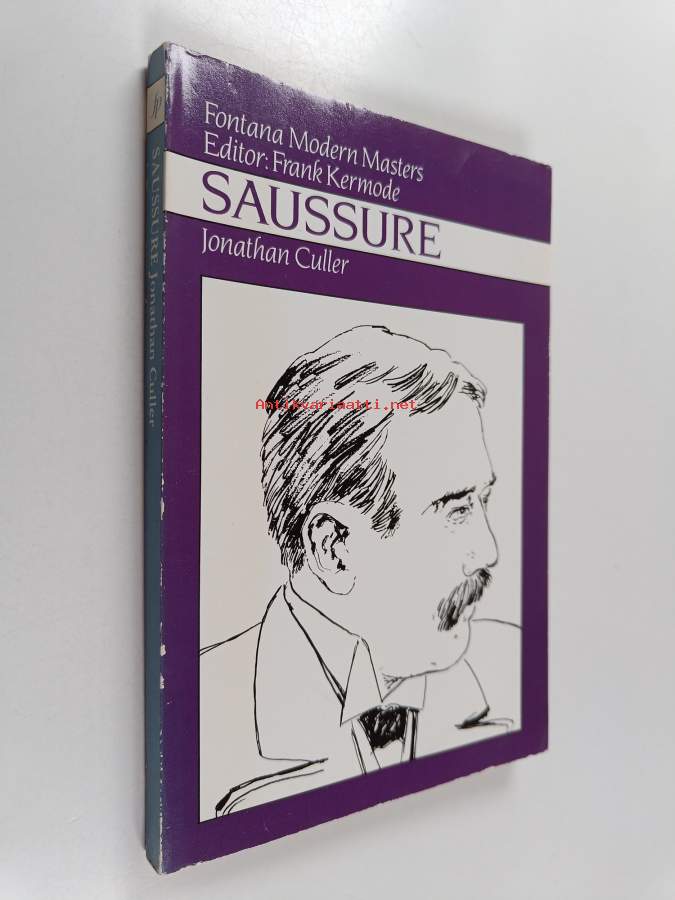 Fontana Modern Masters
Editor: Frank Kermode
SAUSSURE
Jonathan Culler
SAUSSURE Jonathan Culler
Antikvariaatti.net